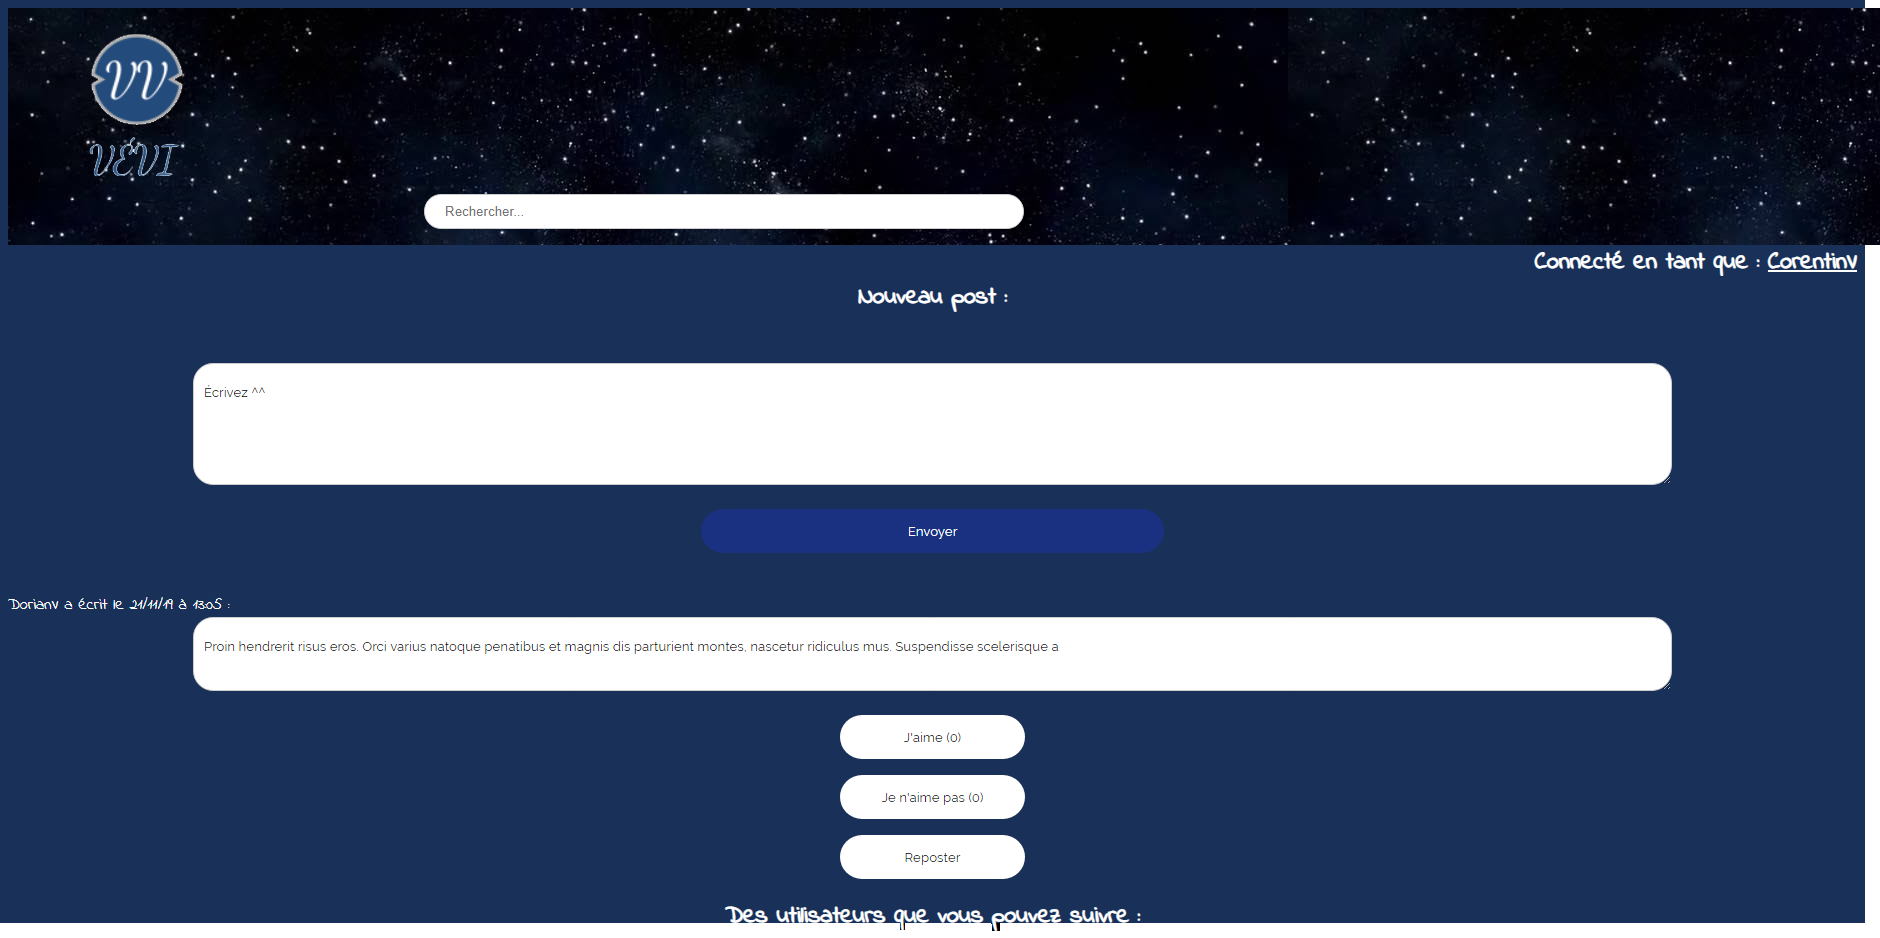 VV
VÉVI
Rechercher...
Connecté en tant que : CorentinV
Nouveau post :
Écrivez ^^
Envoyer
DorianV a écrit le 21/11/19 à 13:05 :
Proin hendrerit risus eros. Orci varius natoque penatibus et magnis dis parturient montes, nascetur ridiculus mus. Suspendisse scelerisque a
J'aime (0)
Je n'aime pas (0)
Reposter
Des utilisateurs que vous pouvez suivre :